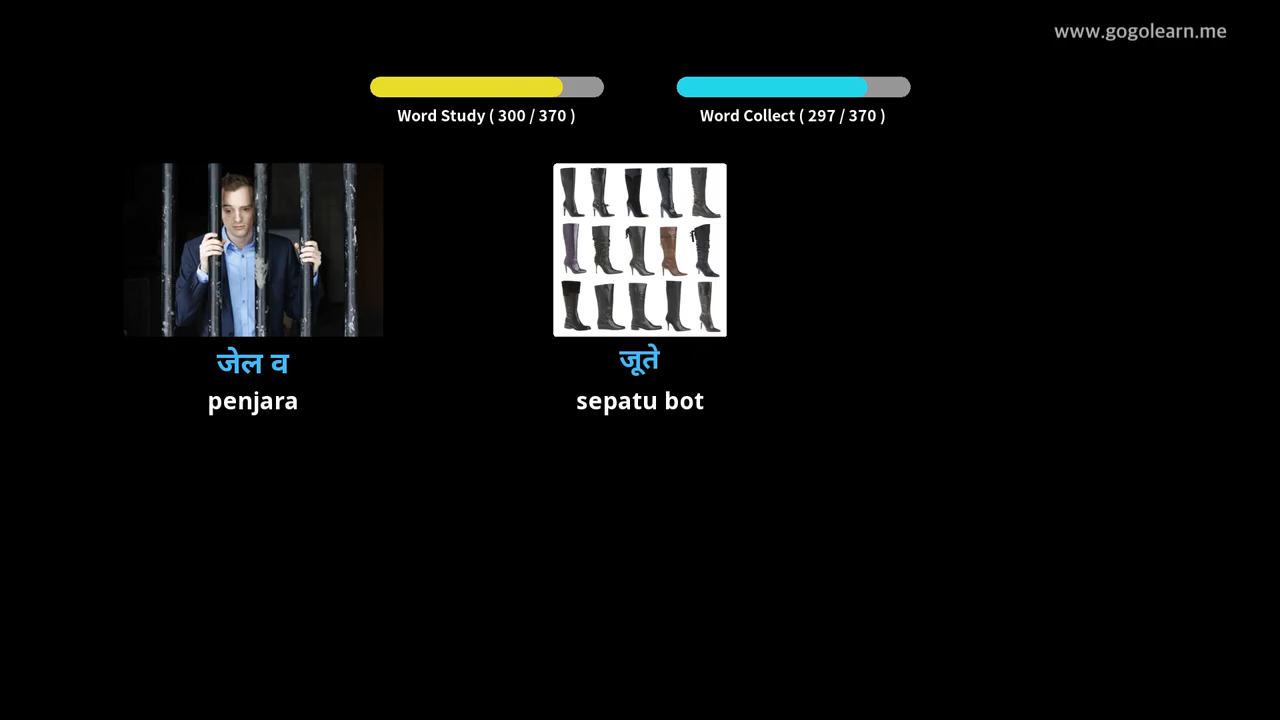 www.gogolearn.me
Word Study ( 300 / 370 )
Word Collect ( 297 / 370 )
जेल व
penjara
जूते
sepatu bot